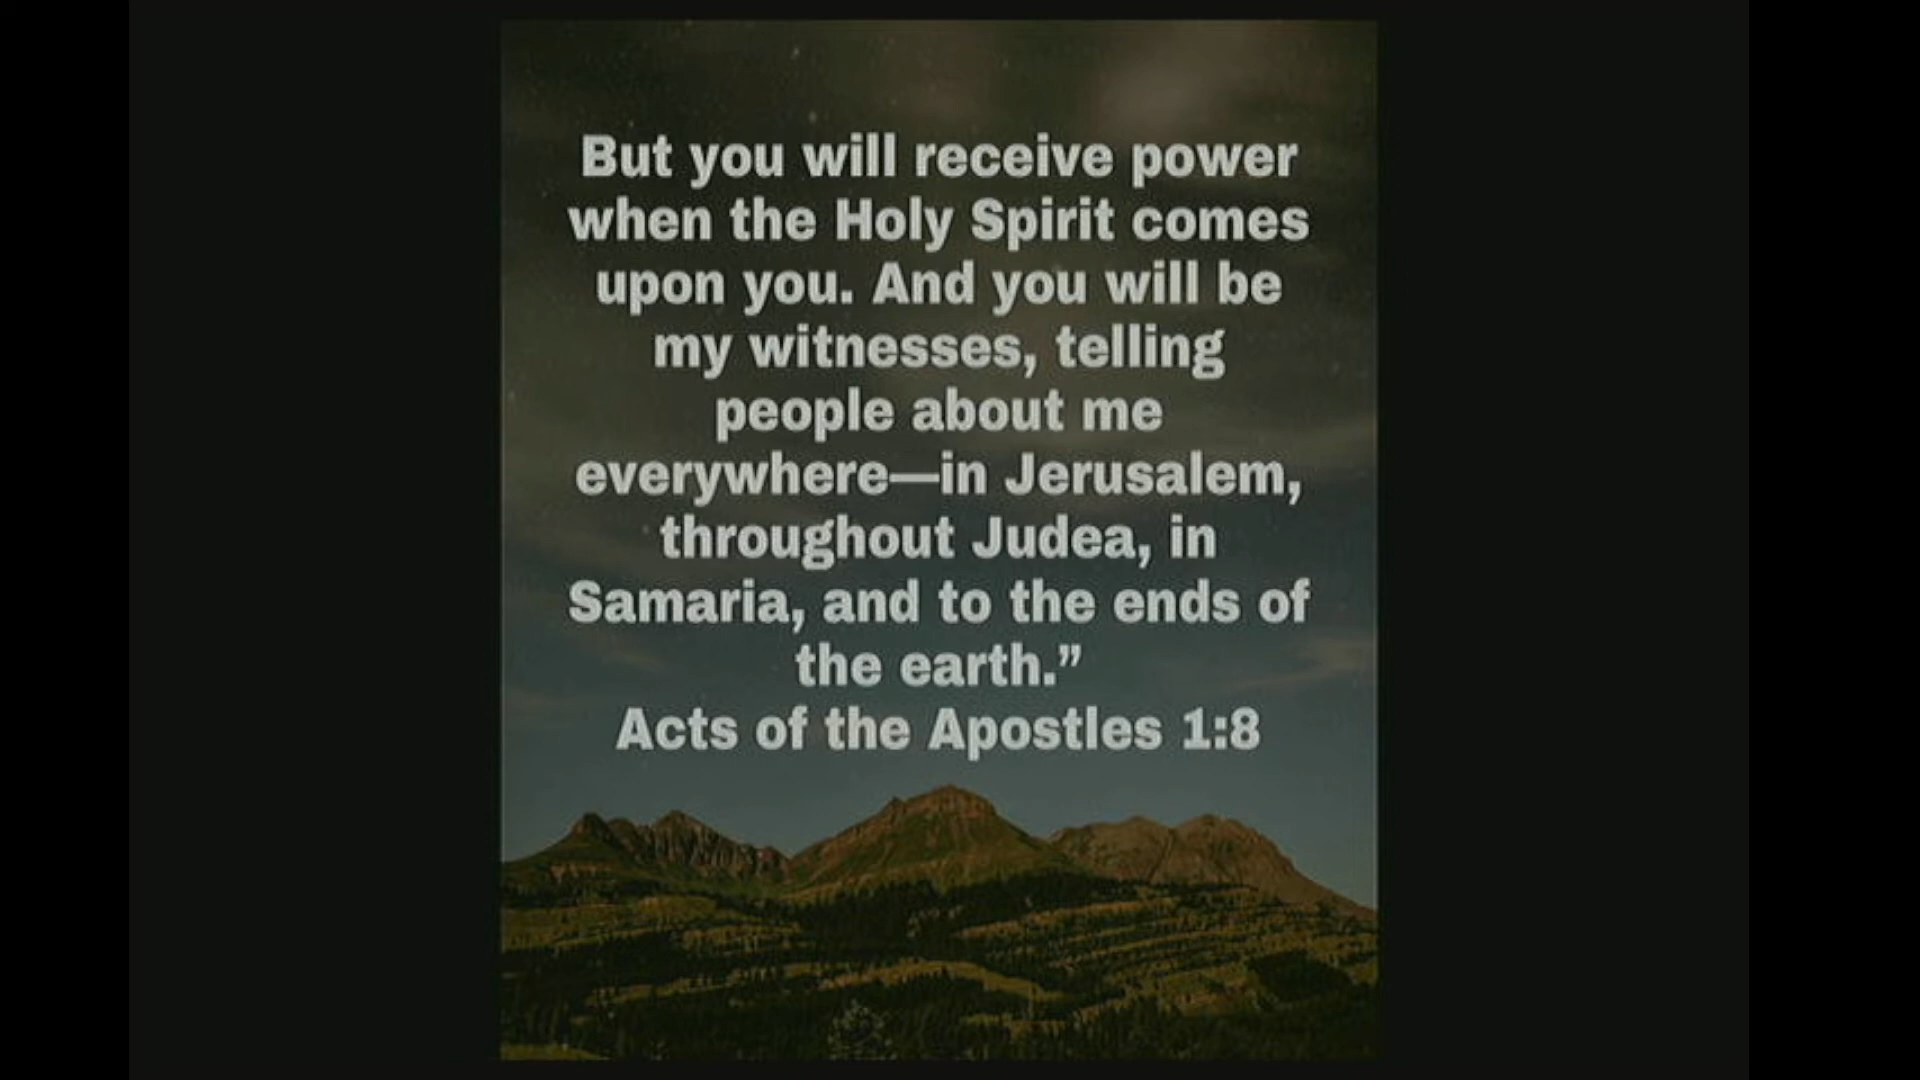 But you will receive power
when the Holy Spirit comes
upon you. And you will be
my witnesses, telling
people about me
everywhere—in Jerusalem,
throughout Judea, in
Samaria, and to the ends of
the earth.”
Acts of the Apostles 1:8